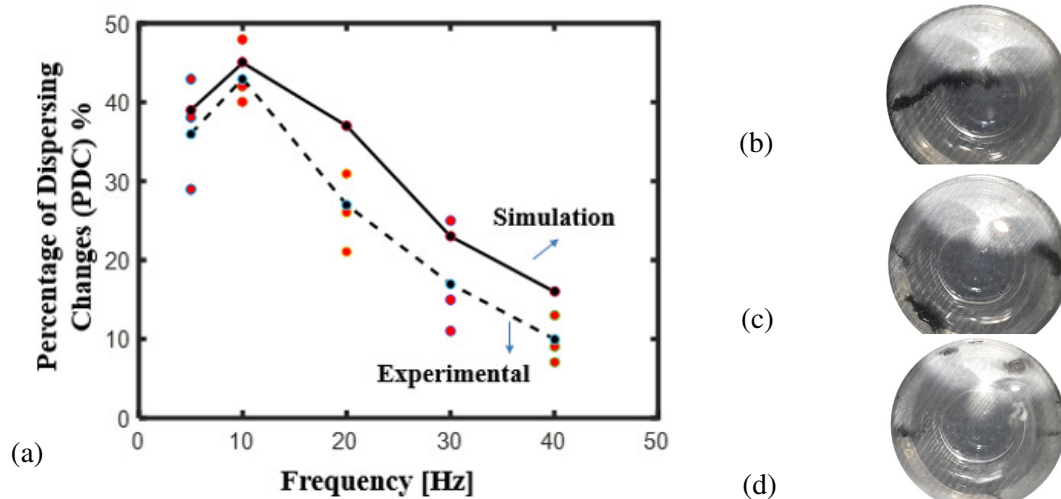 50
40
30
20
10
0
Percentage of Dispersing
Changes (PDC) %
Simulation
Experimental
0 10 20 30 40 50
Frequency [Hz]
(a)
(b)
(c)
(d)